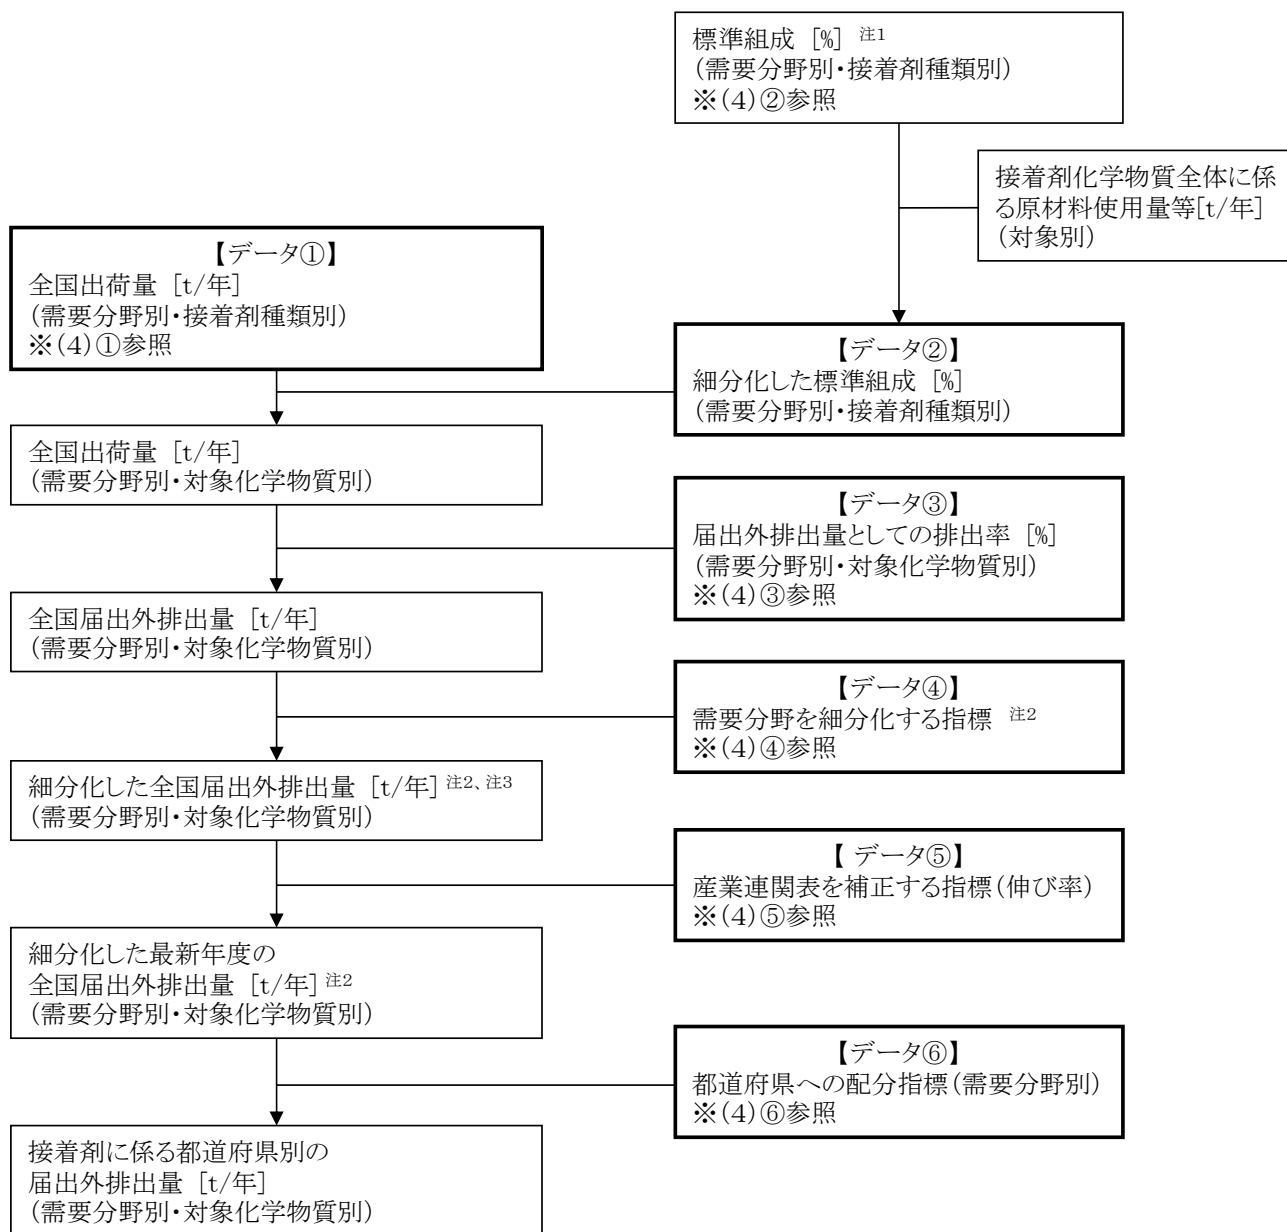 標準組成 [%] 注1
(需要分野別・接着剤種類別)
※(4)②参照
接着剤化学物質全体に係
る原材料使用量等[t/年]
(対象別)
【データ①】
全国出荷量 [t/年]
(需要分野別・接着剤種類別)
※(4)①参照
【データ②】
細分化した標準組成 [%]
(需要分野別・接着剤種類別)
全国出荷量 [t/年]
(需要分野別・対象化学物質別)
【データ③】
届出外排出量としての排出率 [%]
(需要分野別・対象化学物質別)
※(4)③参照
全国届出外排出量 [t/年]
(需要分野別・対象化学物質別)
【データ④】
需要分野を細分化する指標 注2
※(4)④参照
細分化した全国届出外排出量 [t/年] 注2、注3
(需要分野別・対象化学物質別)
【 データ⑤】
産業連関表を補正する指標(伸び率)
※(4)⑤参照
細分化した最新年度の
全国届出外排出量 [t/年] 注2
(需要分野別・対象化学物質別)
【データ⑥】
都道府県への配分指標(需要分野別)
※(4)⑥参照
接着剤に係る都道府県別の
届出外排出量 [t/年]
(需要分野別・対象化学物質別)